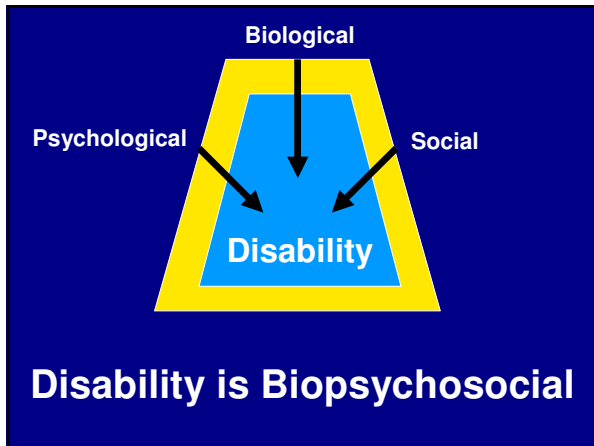 Biological
Psychological
Social
Disability
Disability is Biopsychosocial